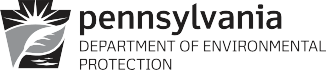 pennsylvania
DEPARTMENT OF ENVIRONMENTAL
PROTECTION